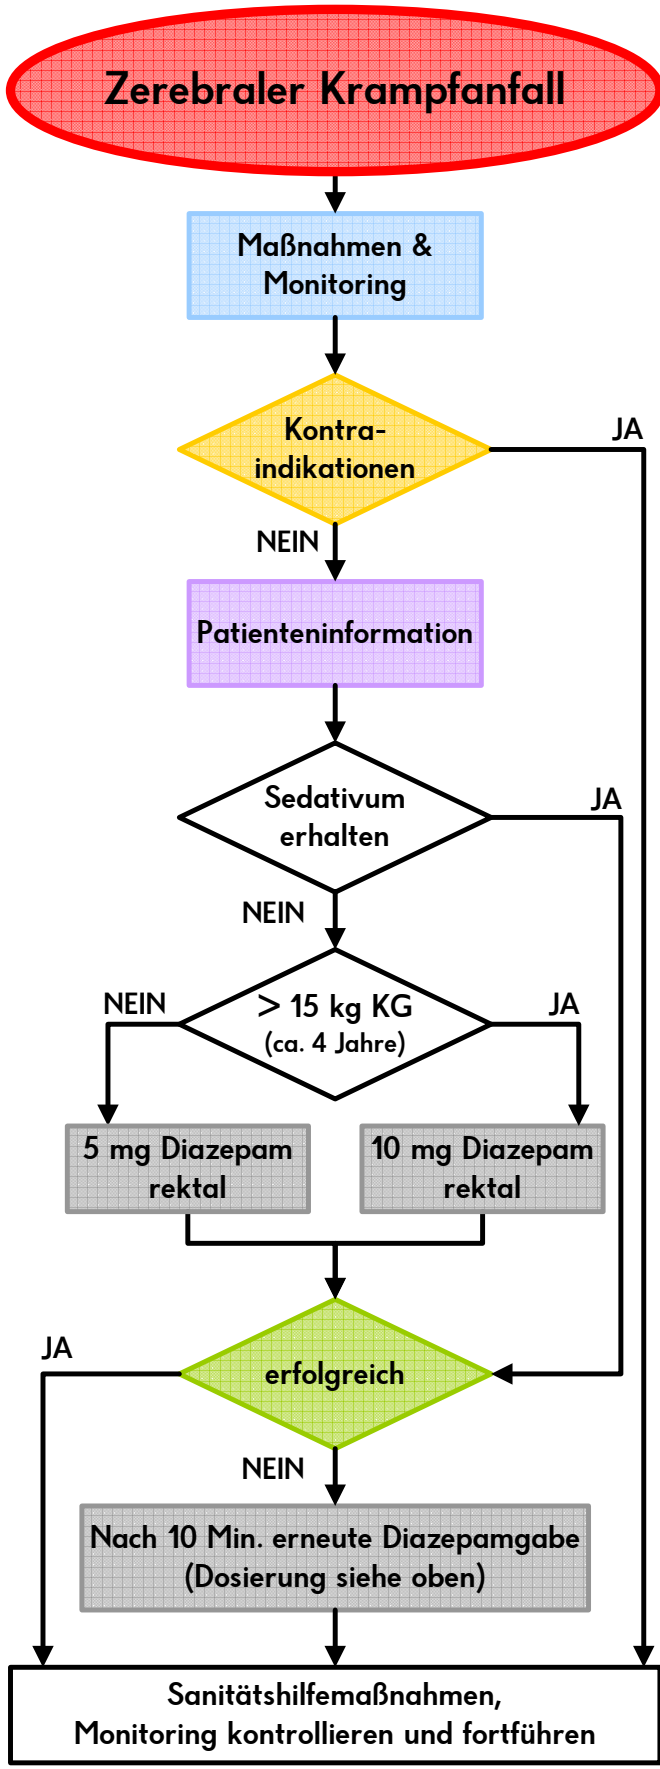 Zerebraler Krampfanfall
Maßnahmen &
Monitoring
Kontra-
indikationen
JA
NEIN
Patienteninformation
Sedativum
erhalten
JA
NEIN
> 15 kg KG
(ca. 4 Jahre)
NEIN
JA
5 mg Diazepam
rektal
10 mg Diazepam
rektal
erfolgreich
JA
NEIN
Nach 10 Min. erneute Diazepamgabe
(Dosierung siehe oben)
Sanitätshilfemaßnahmen,
Monitoring kontrollieren und fortführen